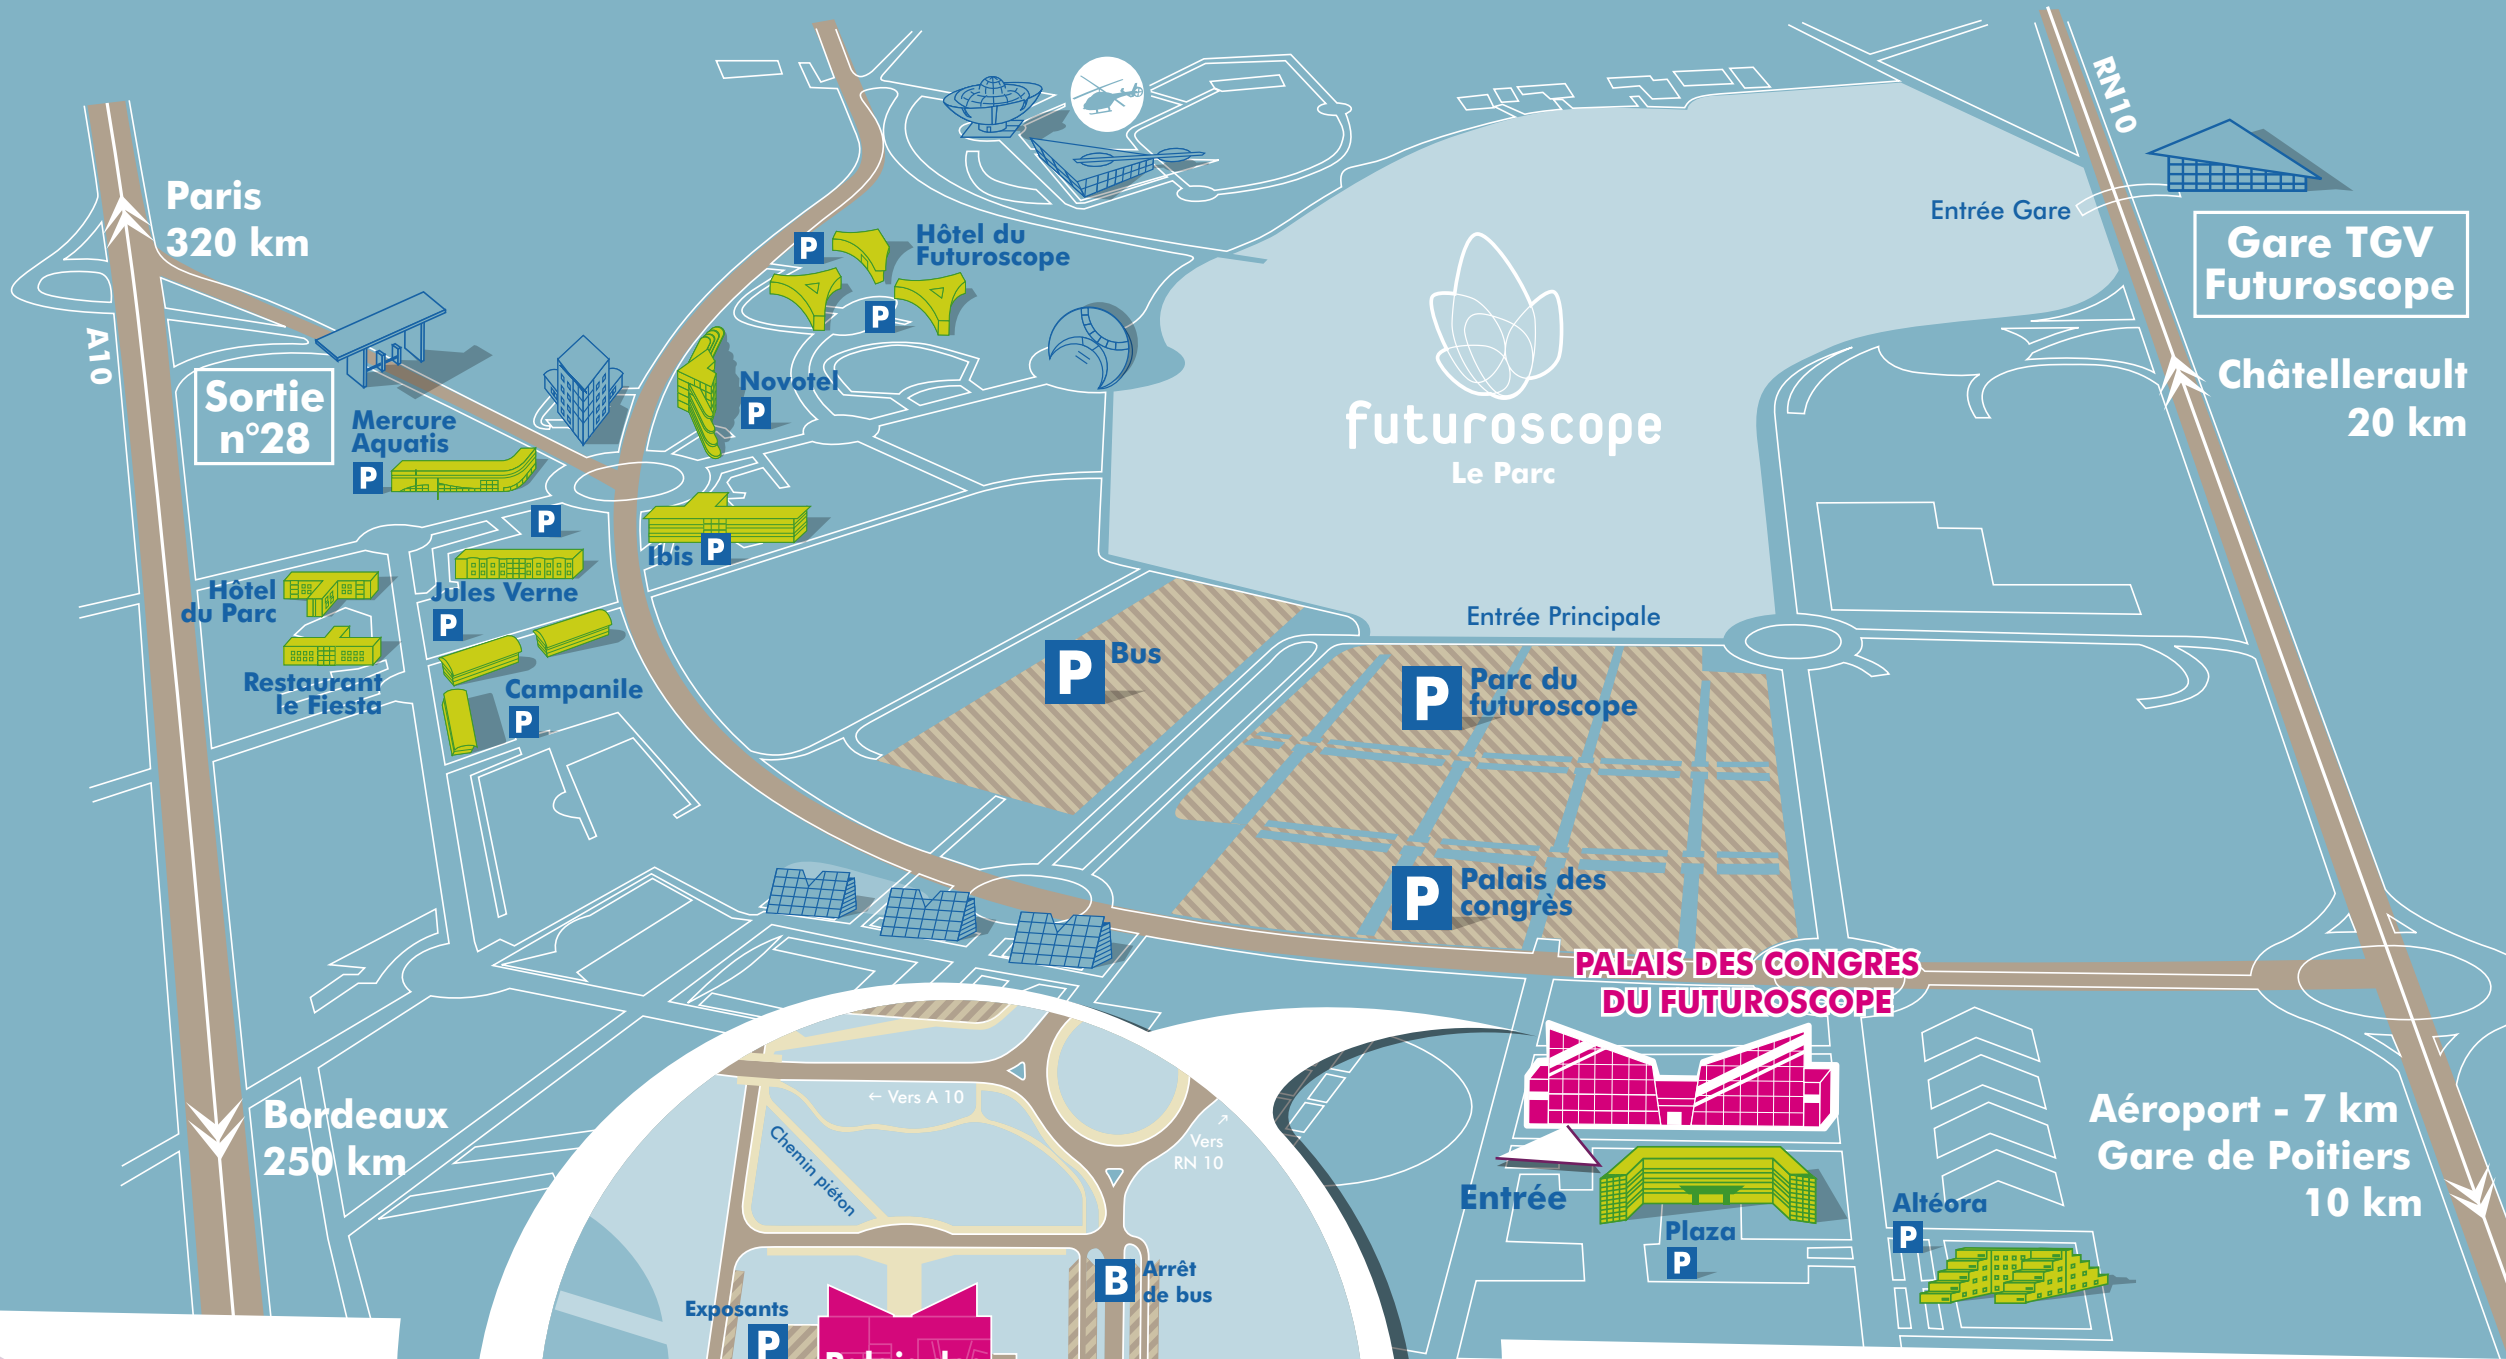 RN10
Paris
320 km
Entrée Gare
Hôtel du
Futuroscope
P
P
Gare TGV
Futuroscope
A10
Sortie
n°28
Novotel
P
Châtellerault
20 km
Mercure
Aquatis
P
futuroscope
Le Parc
P
Ibis
P
Hôtel
du Parc
Jules Verne
P
Entrée Principale
P
Bus
P
Parc du
futuroscope
Restaurant
le Fiesta
Campanile
P
P
Palais des
congrès
PALAIS DES CONGRES
DU FUTUROSCOPE
Bordeaux
250 km
← Vers A 10
Chemin piéton
↗
Vers
RN 10
Aéroport - 7 km
Gare de Poitiers
10 km
Entrée
Plaza
P
Altéora
P
B
Arrêt
de bus
Exposants
P